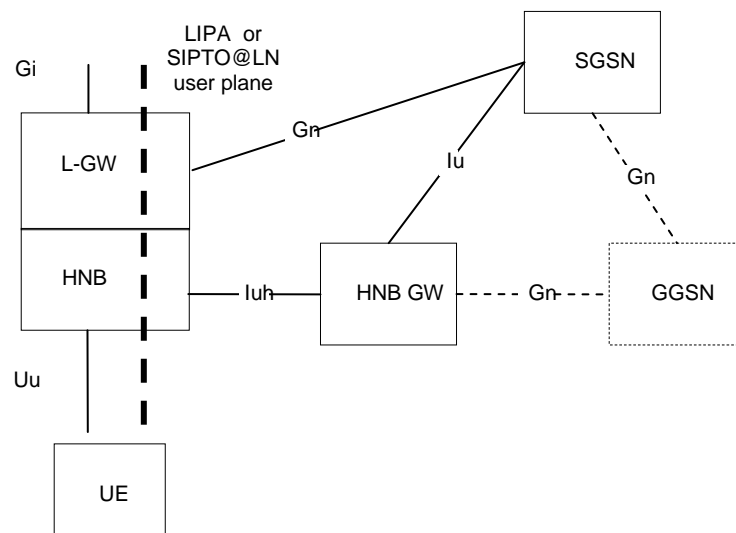 LIPA or
SIPTO@LN
user plane
Gi
SGSN
Gn
L-GW
Iu
Gn
HNB
Iuh
HNB GW
Gn
GGSN
Uu
UE